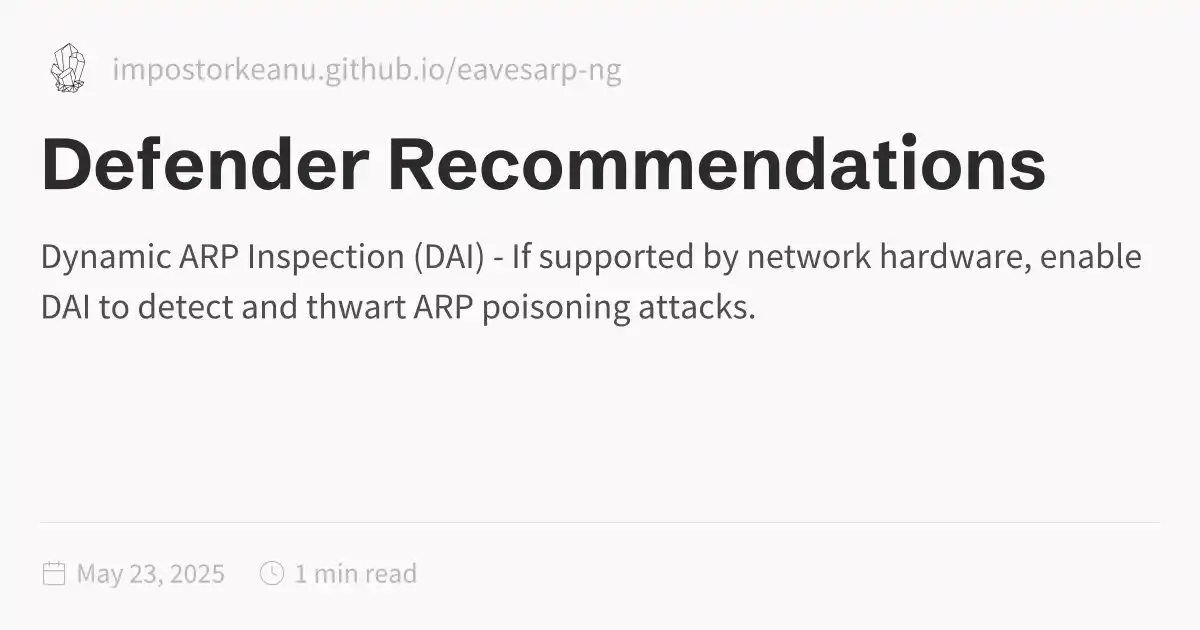 impostorkeanu.github.io/eavesarp-ng
Defender Recommendations
Dynamic ARP Inspection (DAI) - If supported by network hardware, enable
DAI to detect and thwart ARP poisoning attacks.
May 23, 2025 1 min read